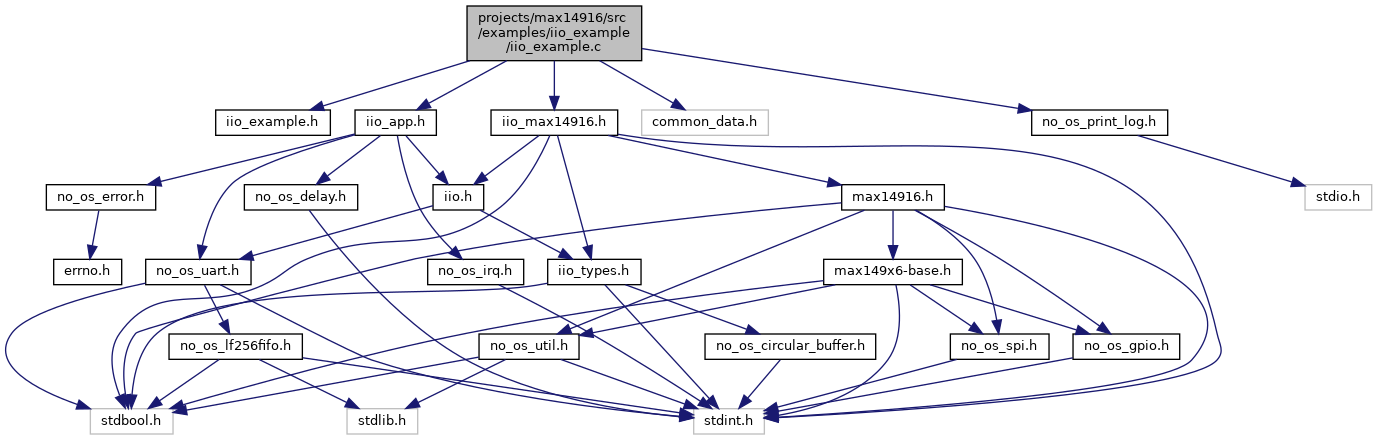 projects/max14916/src
/examples/iio_example
/iio_example.c
iio_example.h
iio_app.h
iio_max14916.h
common_data.h
no_os_print_log.h
no_os_error.h
no_os_delay.h
iio.h
max14916.h
stdio.h
errno.h
no_os_uart.h
no_os_irq.h
iio_types.h
max149x6-base.h
no_os_lf256fifo.h
no_os_util.h
no_os_circular_buffer.h
no_os_spi.h
no_os_gpio.h
stdbool.h
stdlib.h
stdint.h